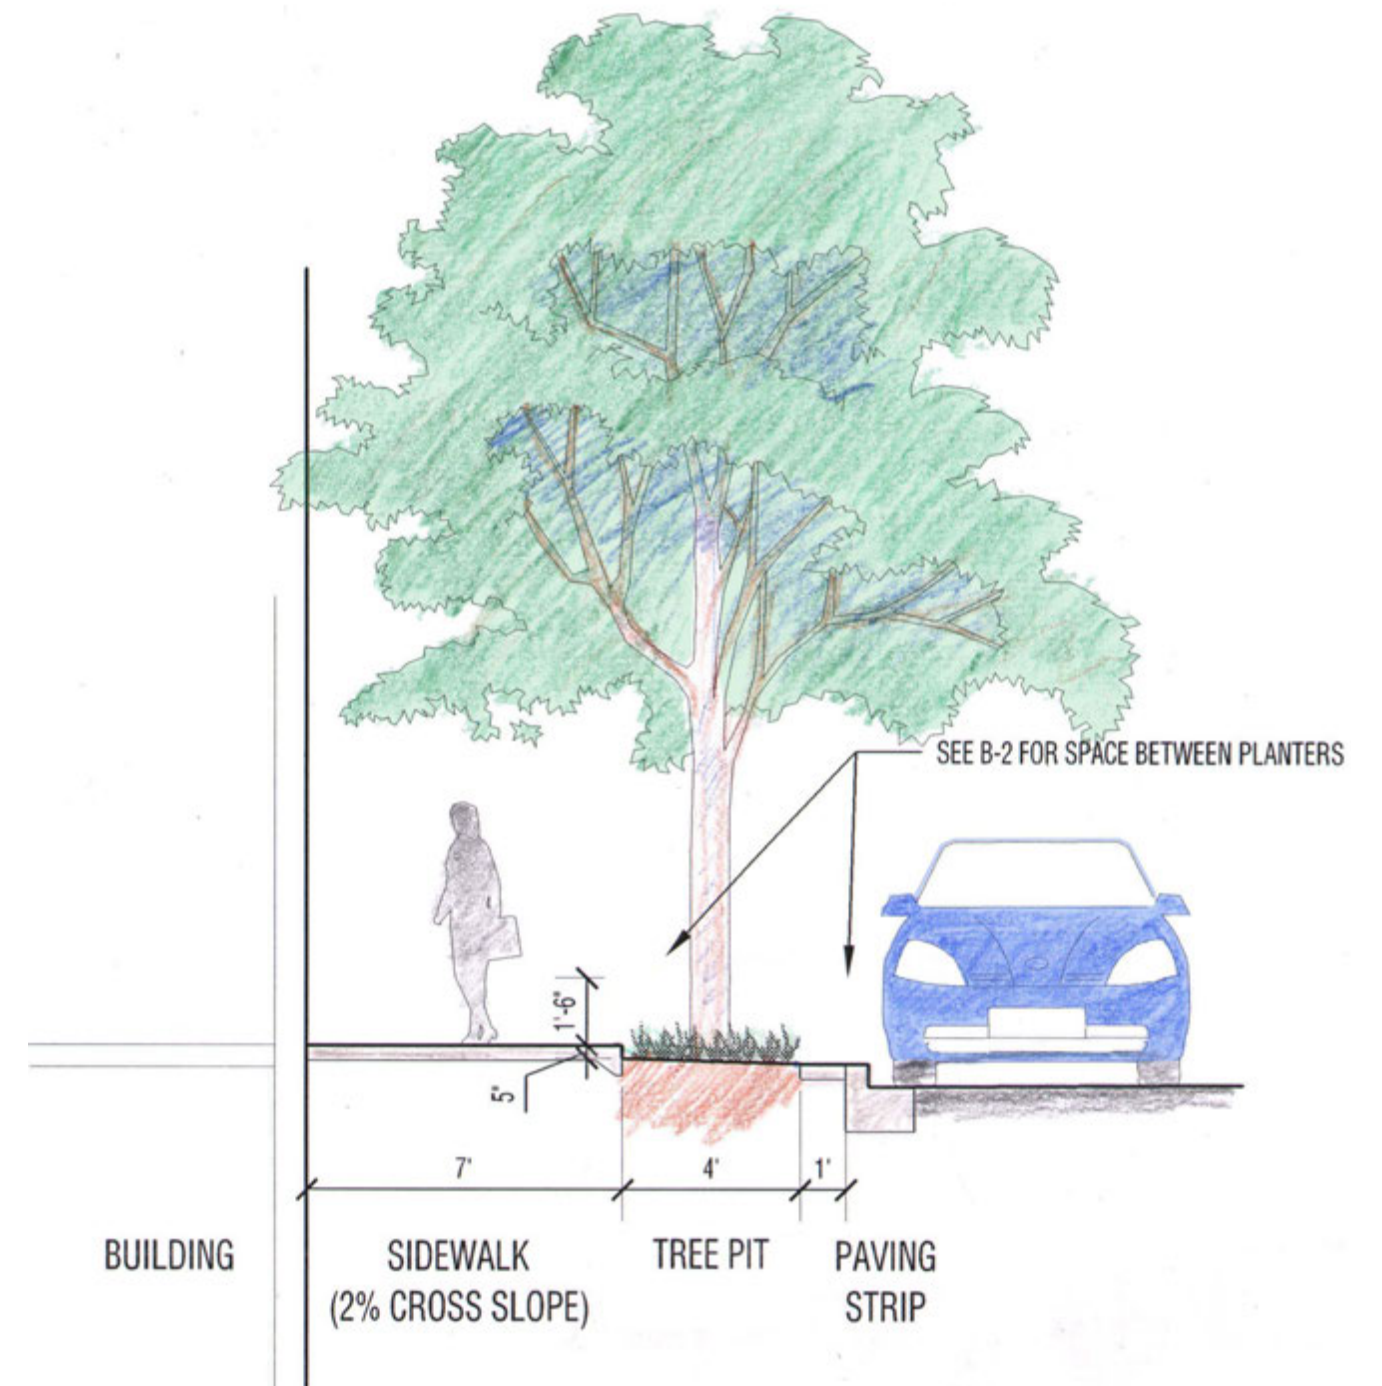 SEE B-2 FOR SPACE BETWEEN PLANTERS
1'-6"
5"
7'
4'
1'
BUILDING
SIDEWALK
(2% CROSS SLOPE)
TREE PIT
PAVING
STRIP